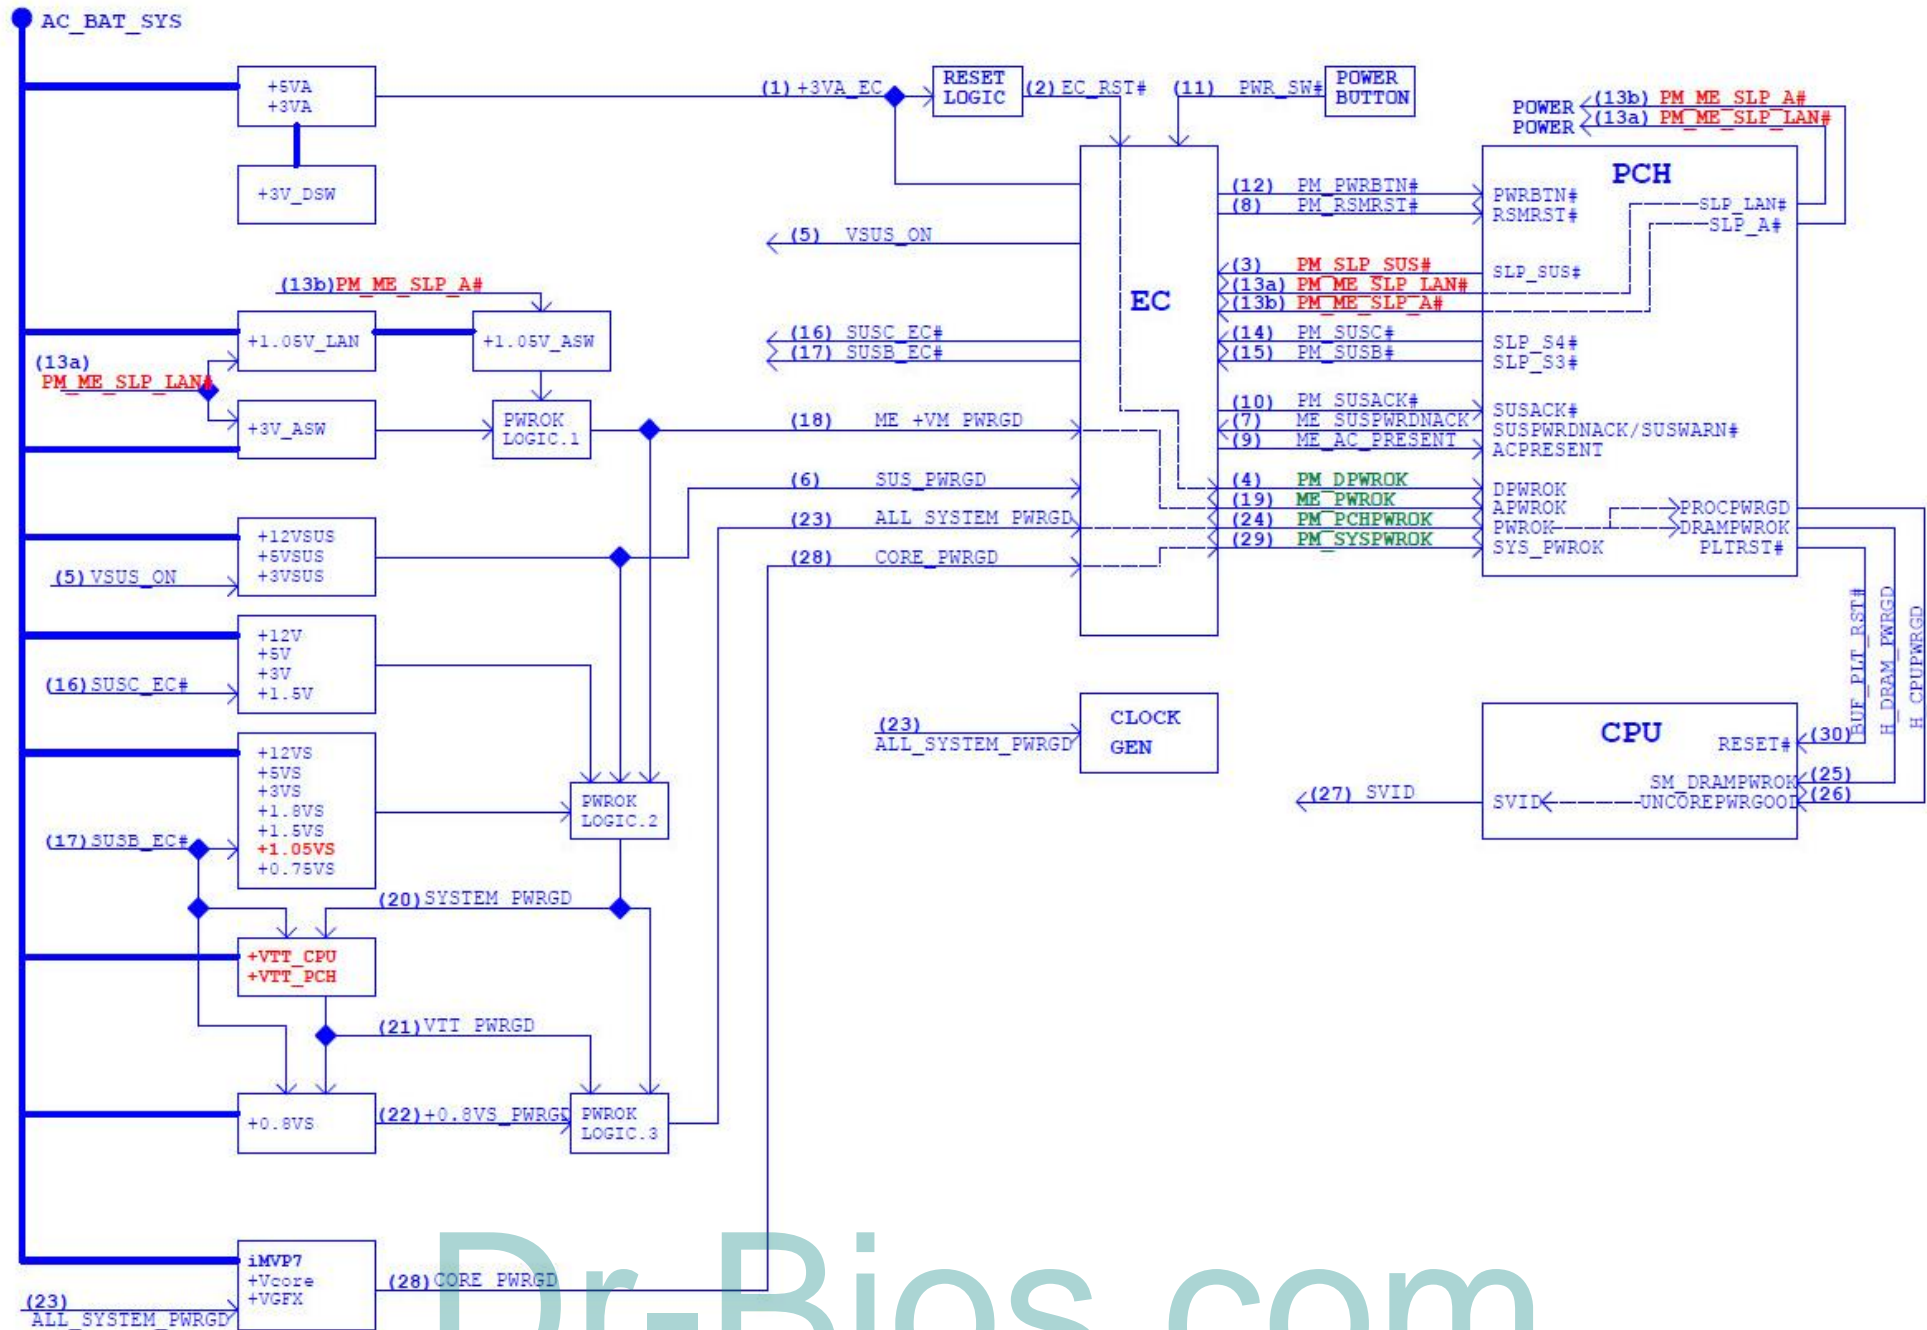 AC_BAT_SYS
+5VA
+3VA
+3V_DSW
(1) +3VA_EC
RESET
LOGIC
(2) EC_RST#
(11) PWR_SW#
POWER
BUTTON
POWER (13b) PM_ME_SLP_A#
POWER (13a) PM_ME_SLP_LAN#
EC
(5) VSUS_ON
(16) SUSC_EC#
(17) SUSB_EC#
(12) PM_PWRBTN#
(8) PM_RSMRST#
(3) PM_SLP_SUS#
(13a) PM_ME_SLP_LAN#
(13b) PM_ME_SLP_A#
(14) PM_SUSC#
(15) PM_SUSB#
(10) PM_SUSACK#
(7) ME_SUSPWRDNACK
(9) ME_AC_PRESENT
(4) PM_DPWROK
(19) ME_PWROK
(24) PM_PCHPWROK
(29) PM_SYSPWROK
PCH
PWRBTN#
RSMRST#
SLP_LAN#
SLP_A#
SLP_SUS#
SLP_S4#
SLP_S3#
SUSACK#
SUSPWRDNACK/SUSWARN#
ACPRESENT
DPWROK
APWROK
PWROK
SYS_PWROK
PROCPWRGD
DRAMPWROK
PLTRST#
(13b) PM_ME_SLP_A#
+1.05V_LAN
+1.05V_ASW
(13a)
PM_ME_SLP_LAN#
+3V_ASW
PWROK
LOGIC.1
(18) ME_+VM_PWRGD
(6) SUS_PWRGD
(23) ALL_SYSTEM_PWRGD
(28) CORE_PWRGD
+12VSUS
+5VSUS
+3VSUS
(5) VSUS_ON
+12V
+5V
+3V
+1.5V
(16) SUSC_EC#
+12VS
+5VS
+3VS
+1.8VS
+1.5VS
+1.05VS
+0.75VS
(17) SUSB_EC#
PWROK
LOGIC.2
(20) SYSTEM_PWRGD
+VTT_CPU
+VTT_PCH
(21) VTT_PWRGD
+0.8VS
(22) +0.8VS_PWRGD
PWROK
LOGIC.3
iMVP7
+Vcore
+VGFX
(23)
ALL_SYSTEM_PWRGD
(28) CORE_PWRGD
(23)
ALL_SYSTEM_PWRGD
CLOCK
GEN
BUF_PLT_RST#
H_DRAM_PWRGD
H_CPUPWRGD
CPU
RESET#
(30)
SM_DRAMPWROK
(25)
UNCOREPWRGOOD
(26)
SVID
(27) SVID
Dr-Bios.com